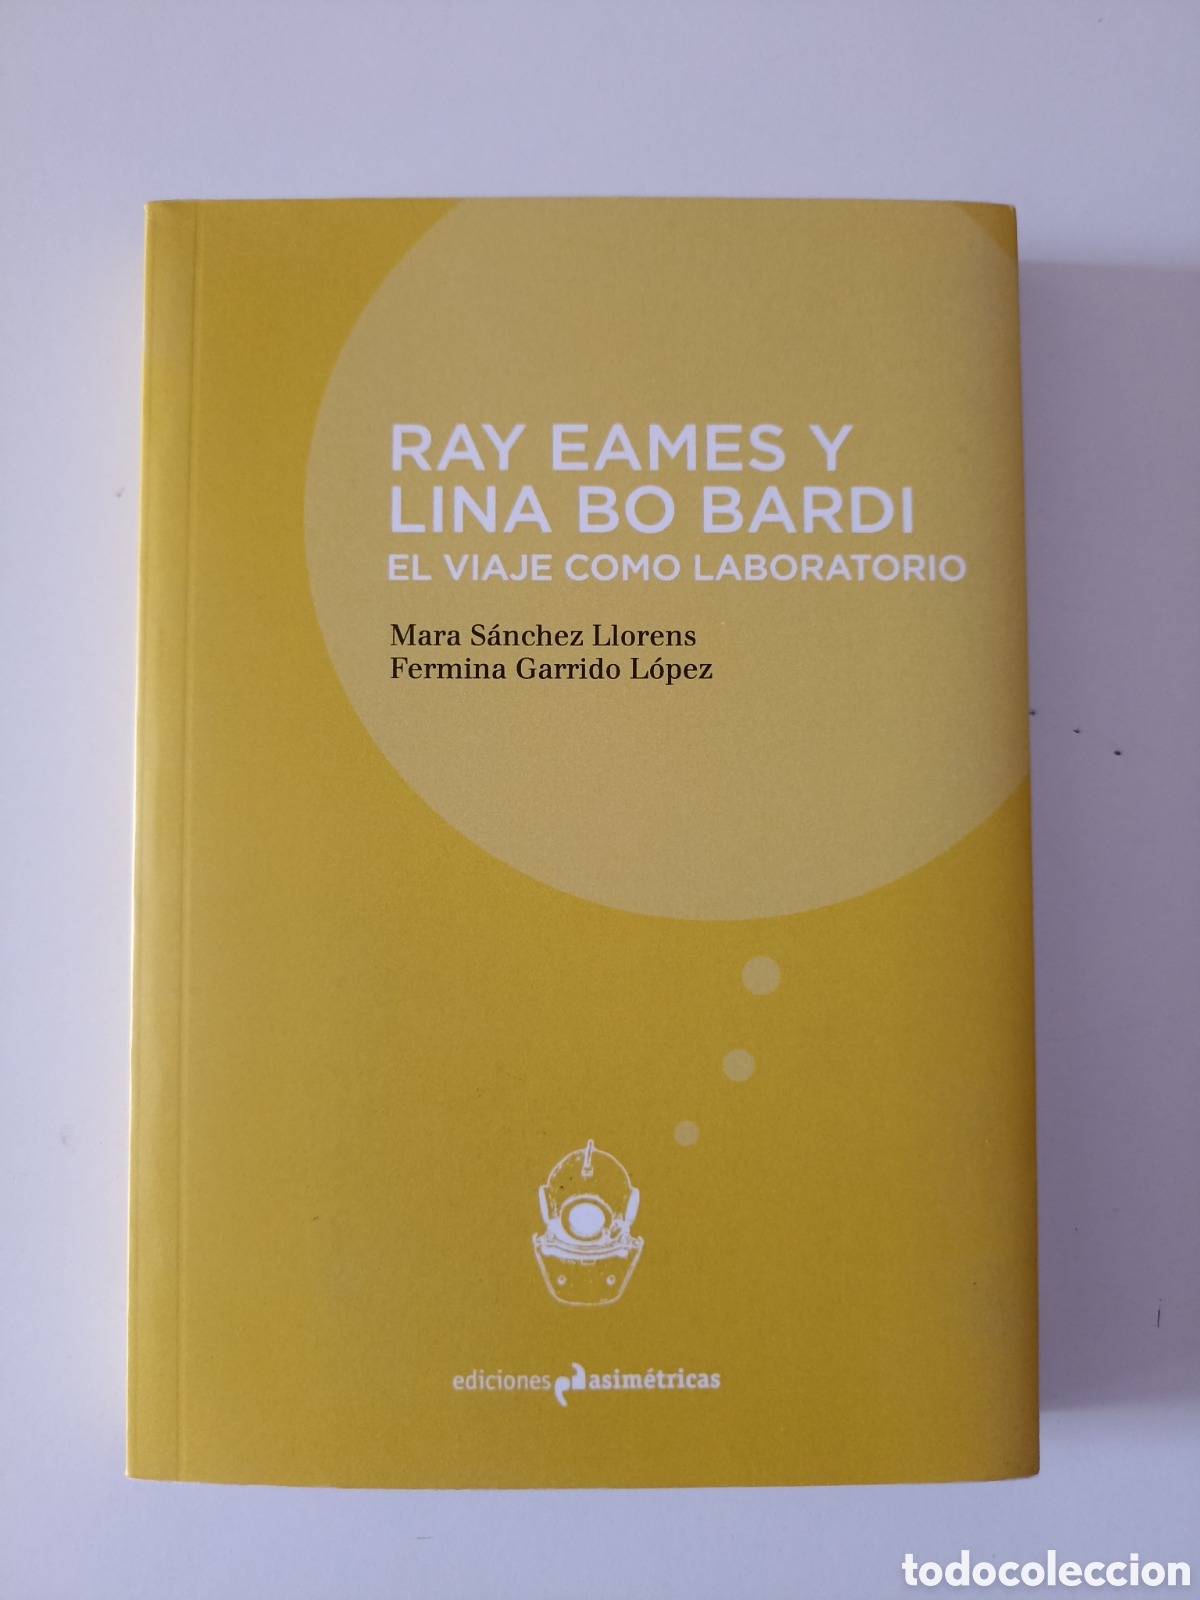 RAY EAMES Y
LINA BO BARDI
EL VIAJE COMO LABORATORIO
Mara Sánchez Llorens
Fermina Garrido López
ediciones asimétricas
todocoleccion